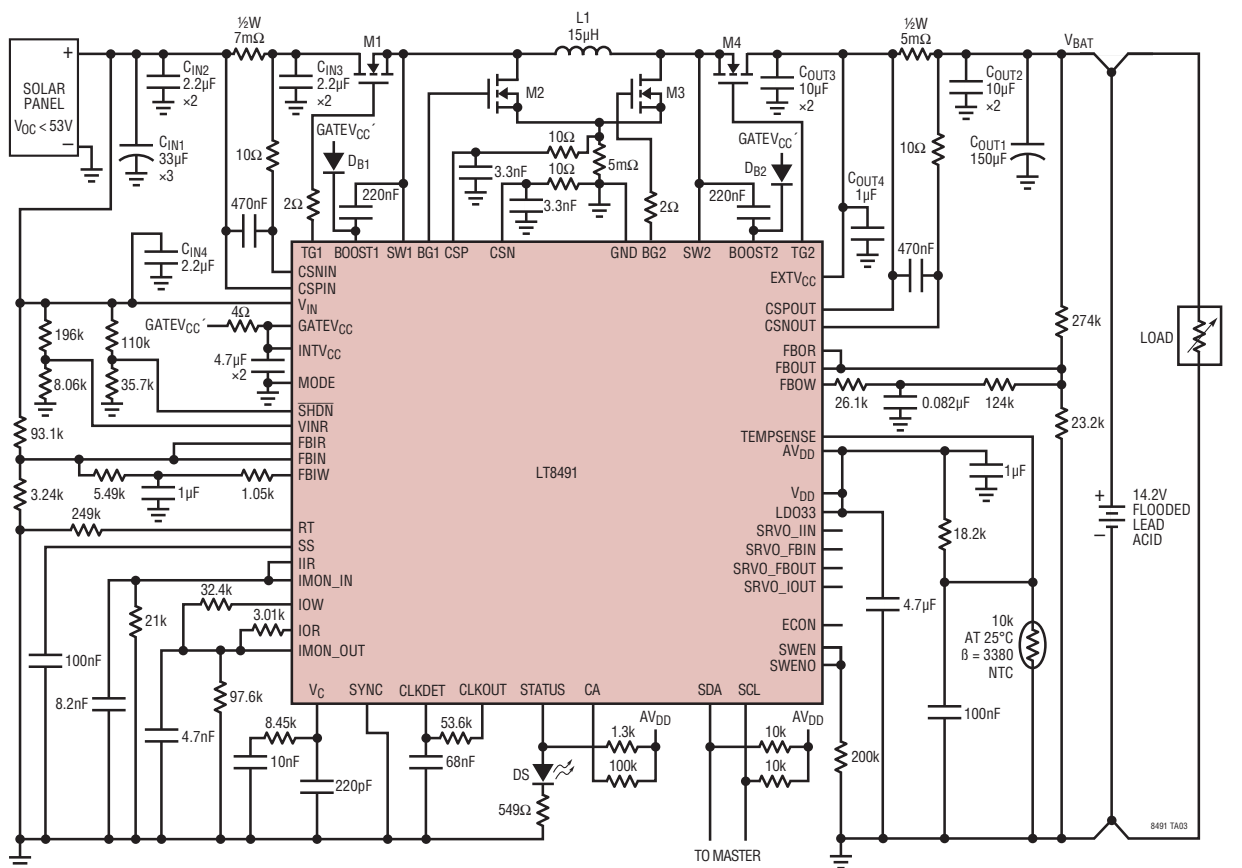 ½W
7mΩ
M1
L1
15µH
M4
½W
5mΩ
VBAT
+
SOLAR
PANEL
VOC < 53V
–
CIN2
2.2µF
×2
CIN3
2.2µF
×2
CIN1
33µF
×3
M2
M3
COUT3
10µF
×2
COUT2
10µF
×2
COUT1
150µF
COUT4
1µF
GATEVCC´
DB1
10Ω
10Ω
10Ω
5mΩ
3.3nF
3.3nF
GATEVCC´
DB2
10Ω
2Ω
470nF
220nF
2Ω
220nF
470nF
CIN4
2.2µF
TG1
BOOST1
SW1
BG1
CSP
CSN
GND
BG2
SW2
BOOST2
TG2
CSNIN
CSPIN
VIN
GATEVCC
INTVCC
MODE
SHDN
VINR
FBIR
FBIN
FBIW
RT
SS
IIR
IMON_IN
IOW
IOR
IMON_OUT
LT8491
EXTVCC
CSPOUT
CSNOUT
FBOR
FBOUT
FBOW
TEMPSENSE
AVDD
VDD
LDO33
SRVO_IIN
SRVO_FBIN
SRVO_FBOUT
SRVO_IOUT
ECON
SWEN
SWENO
VC
SYNC
CLKDET
CLKOUT
STATUS
CA
SDA
SCL
GATEVCC´
4Ω
4.7µF
×2
196k
110k
8.06k
35.7k
93.1k
3.24k
5.49k
1µF
1.05k
249k
32.4k
3.01k
21k
100nF
8.2nF
4.7nF
97.6k
8.45k
10nF
220pF
53.6k
68nF
DS
549Ω
AVDD
1.3k
100k
AVDD
10k
10k
TO MASTER
200k
26.1k
0.082µF
124k
274k
23.2k
1µF
18.2k
4.7µF
10k
AT 25°C
ß = 3380
NTC
100nF
LOAD
+
–
14.2V
FLOODED
LEAD
ACID
8491 TA03